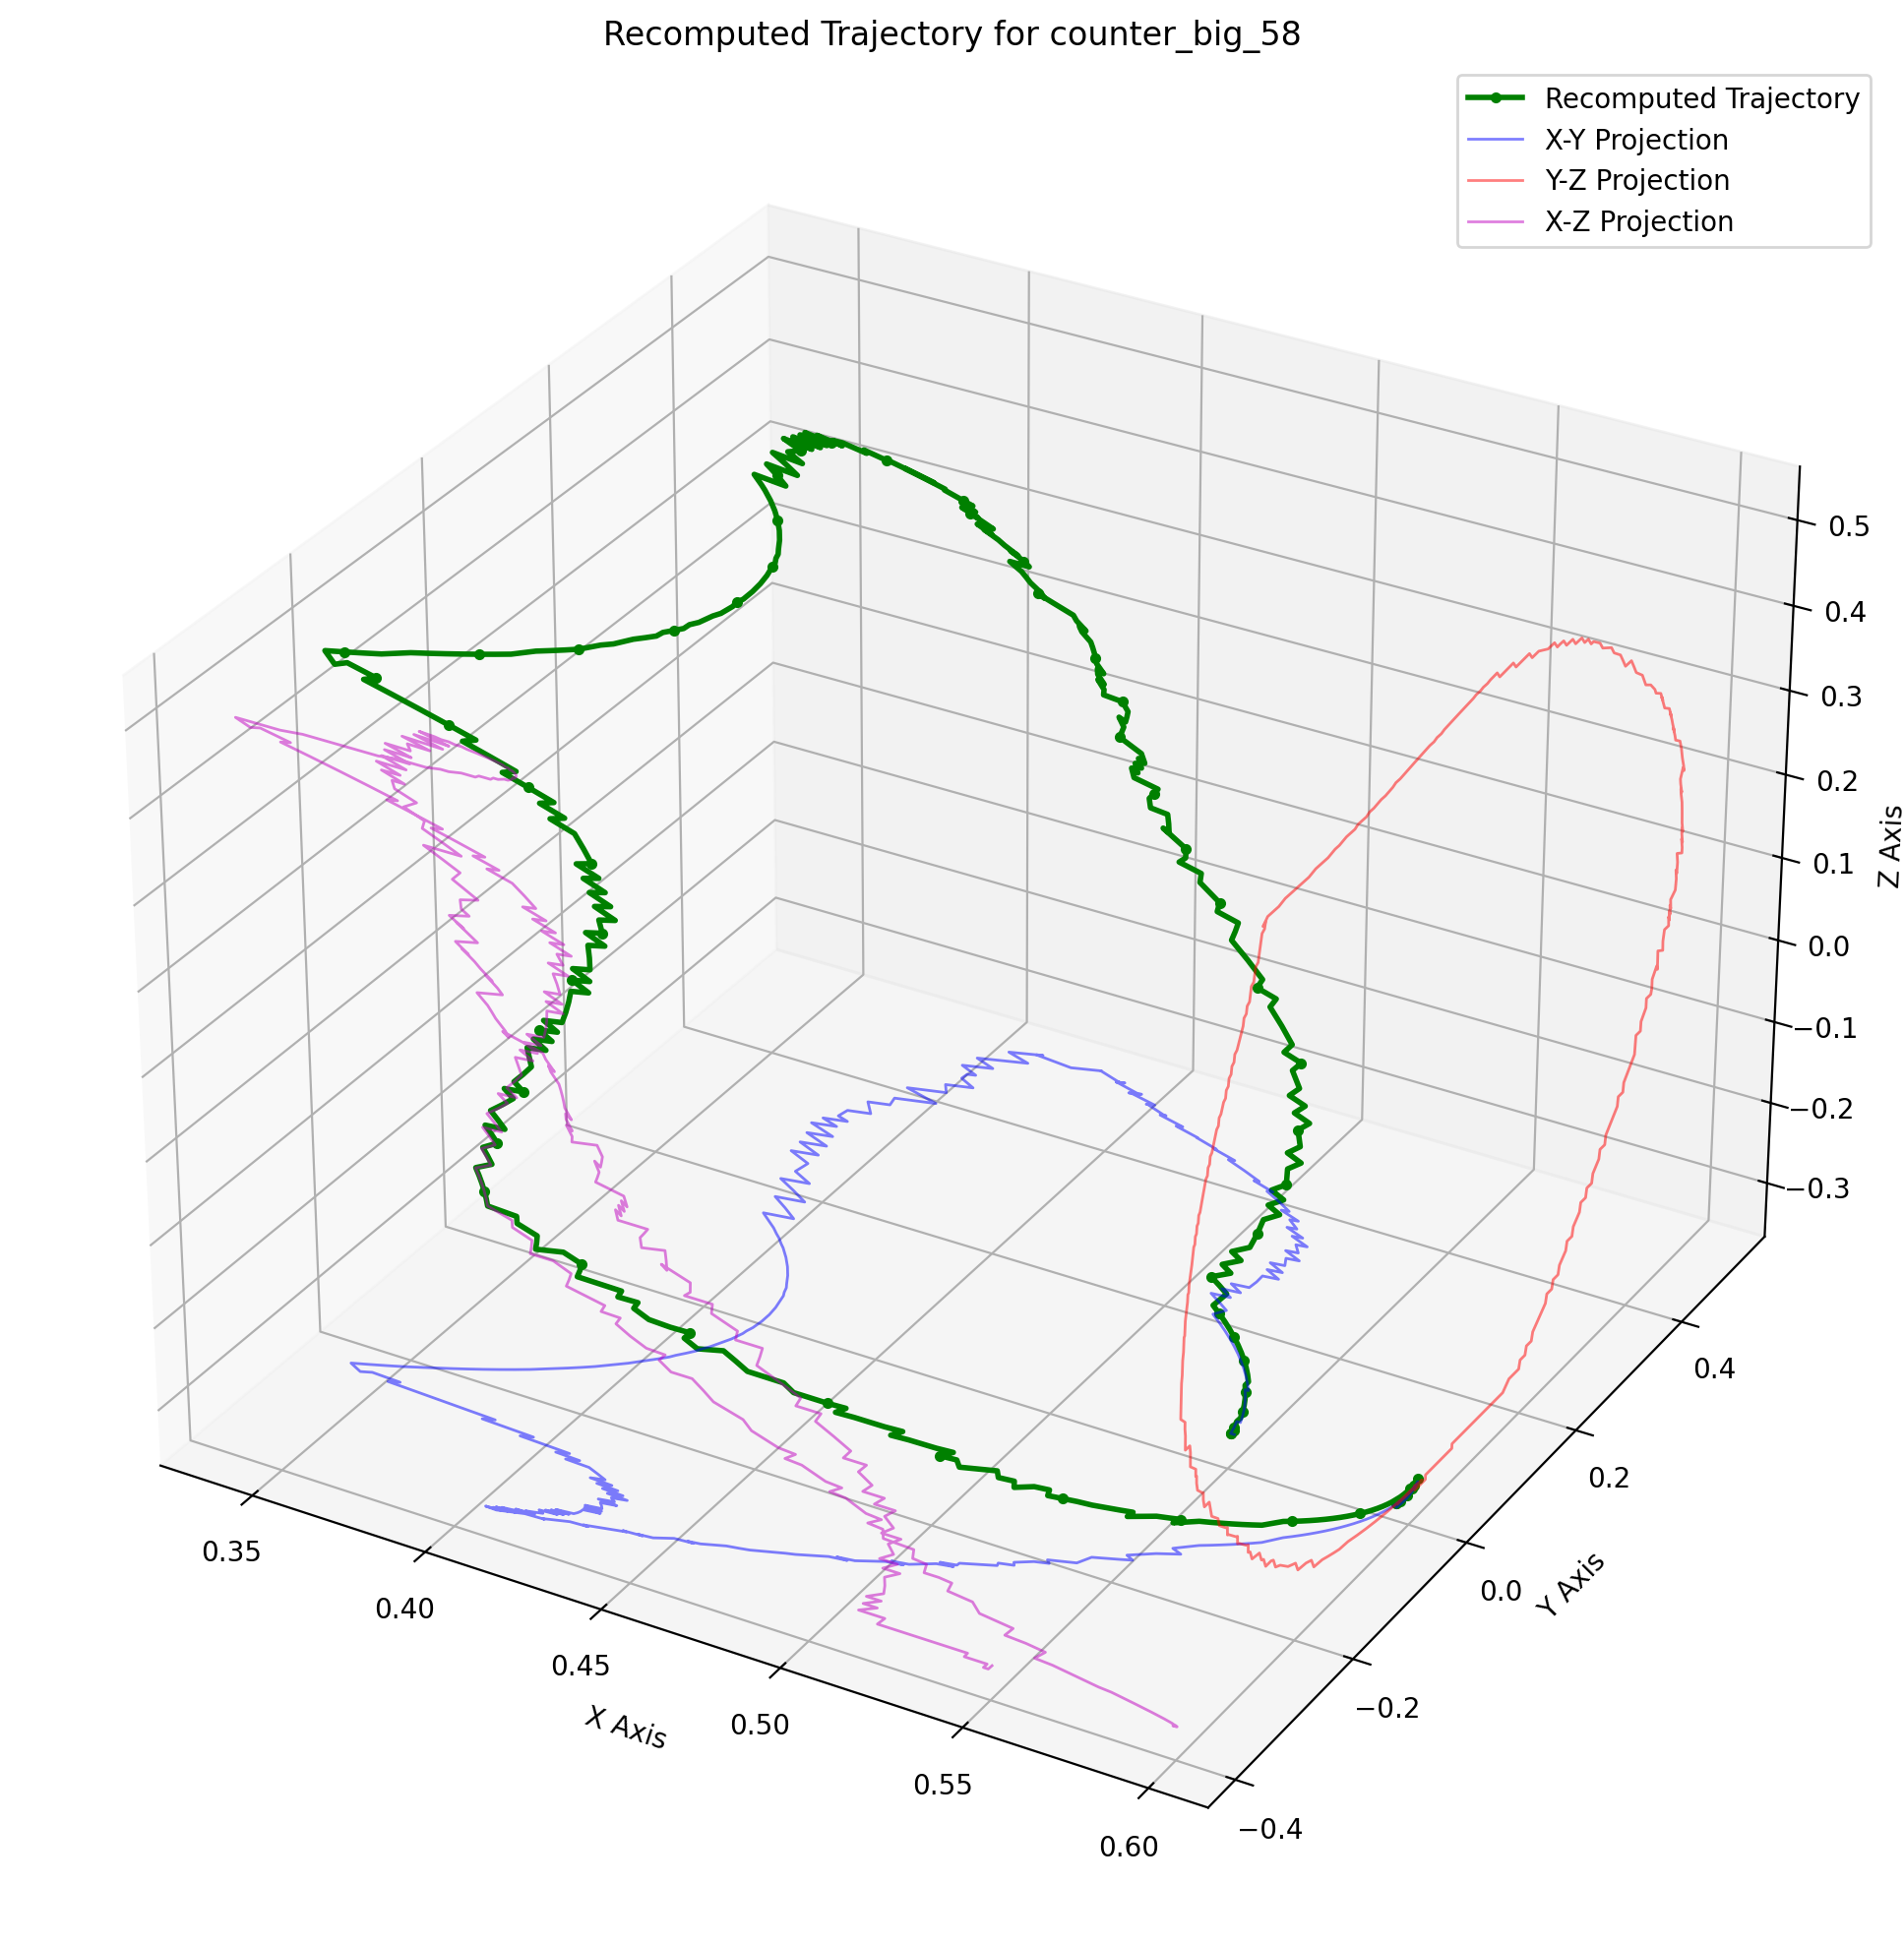 Recomputed Trajectory for counter_big_58
Recomputed Trajectory
X-Y Projection
Y-Z Projection
X-Z Projection
0.5
0.4
0.3
0.2
0.1
0.0
−0.1
−0.2
−0.3
Z Axis
0.4
0.2
0.0
−0.2
−0.4
Y Axis
0.35
0.40
0.45
0.50
0.55
0.60
X Axis